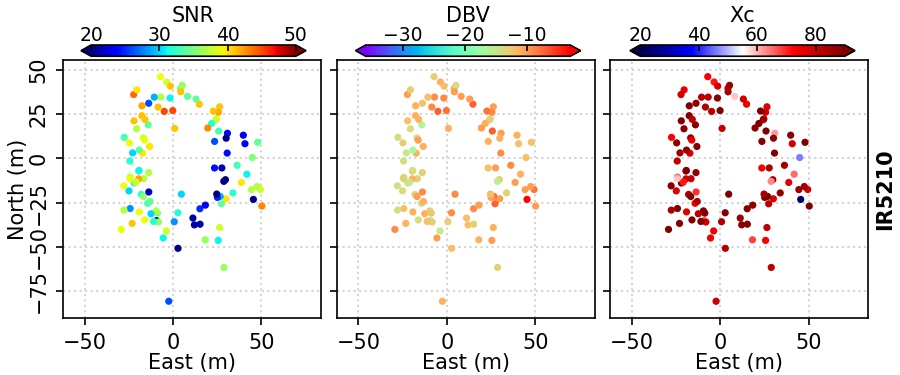 SNR DBV Xc
20 30 40 50 −30 −20 −10 20 40 60 80
50
25
0
−25
−50
−75
North (m)
IR5210
−50 0 50 −50 0 50 −50 0 50
East (m) East (m) East (m)